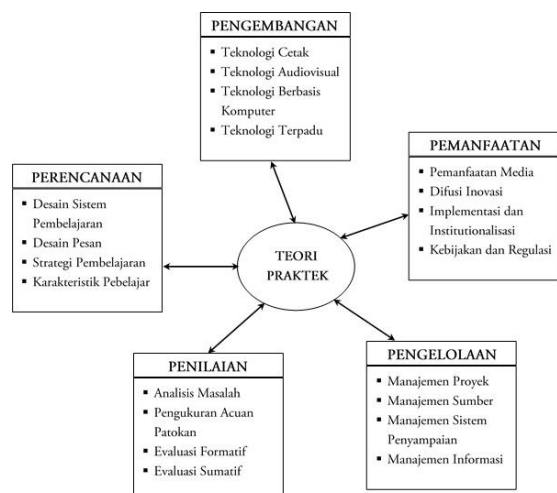 PENGEMBANGAN
▪ Teknologi Cetak
▪ Teknologi Audiovisual
▪ Teknologi Berbasis
Komputer
▪ Teknologi Terpadu
PEMANFAATAN
▪ Pemanfaatan Media
▪ Difusi Inovasi
▪ Implementasi dan
Institutionalisasi
▪ Kebijakan dan Regulasi
PERENCANAAN
▪ Desain Sistem
Pembelajaran
▪ Desain Pesan
▪ Strategi Pembelajaran
▪ Karakteristik Pebelajar
TEORI
PRAKTEK
PENILAIAN
▪ Analisis Masalah
▪ Pengukuran Acuan
Patokan
▪ Evaluasi Formatif
▪ Evaluasi Sumatif
PENGELOLAAN
▪ Manajemen Proyek
▪ Manajemen Sumber
▪ Manajemen Sistem
Penyampaian
▪ Manajemen Informasi